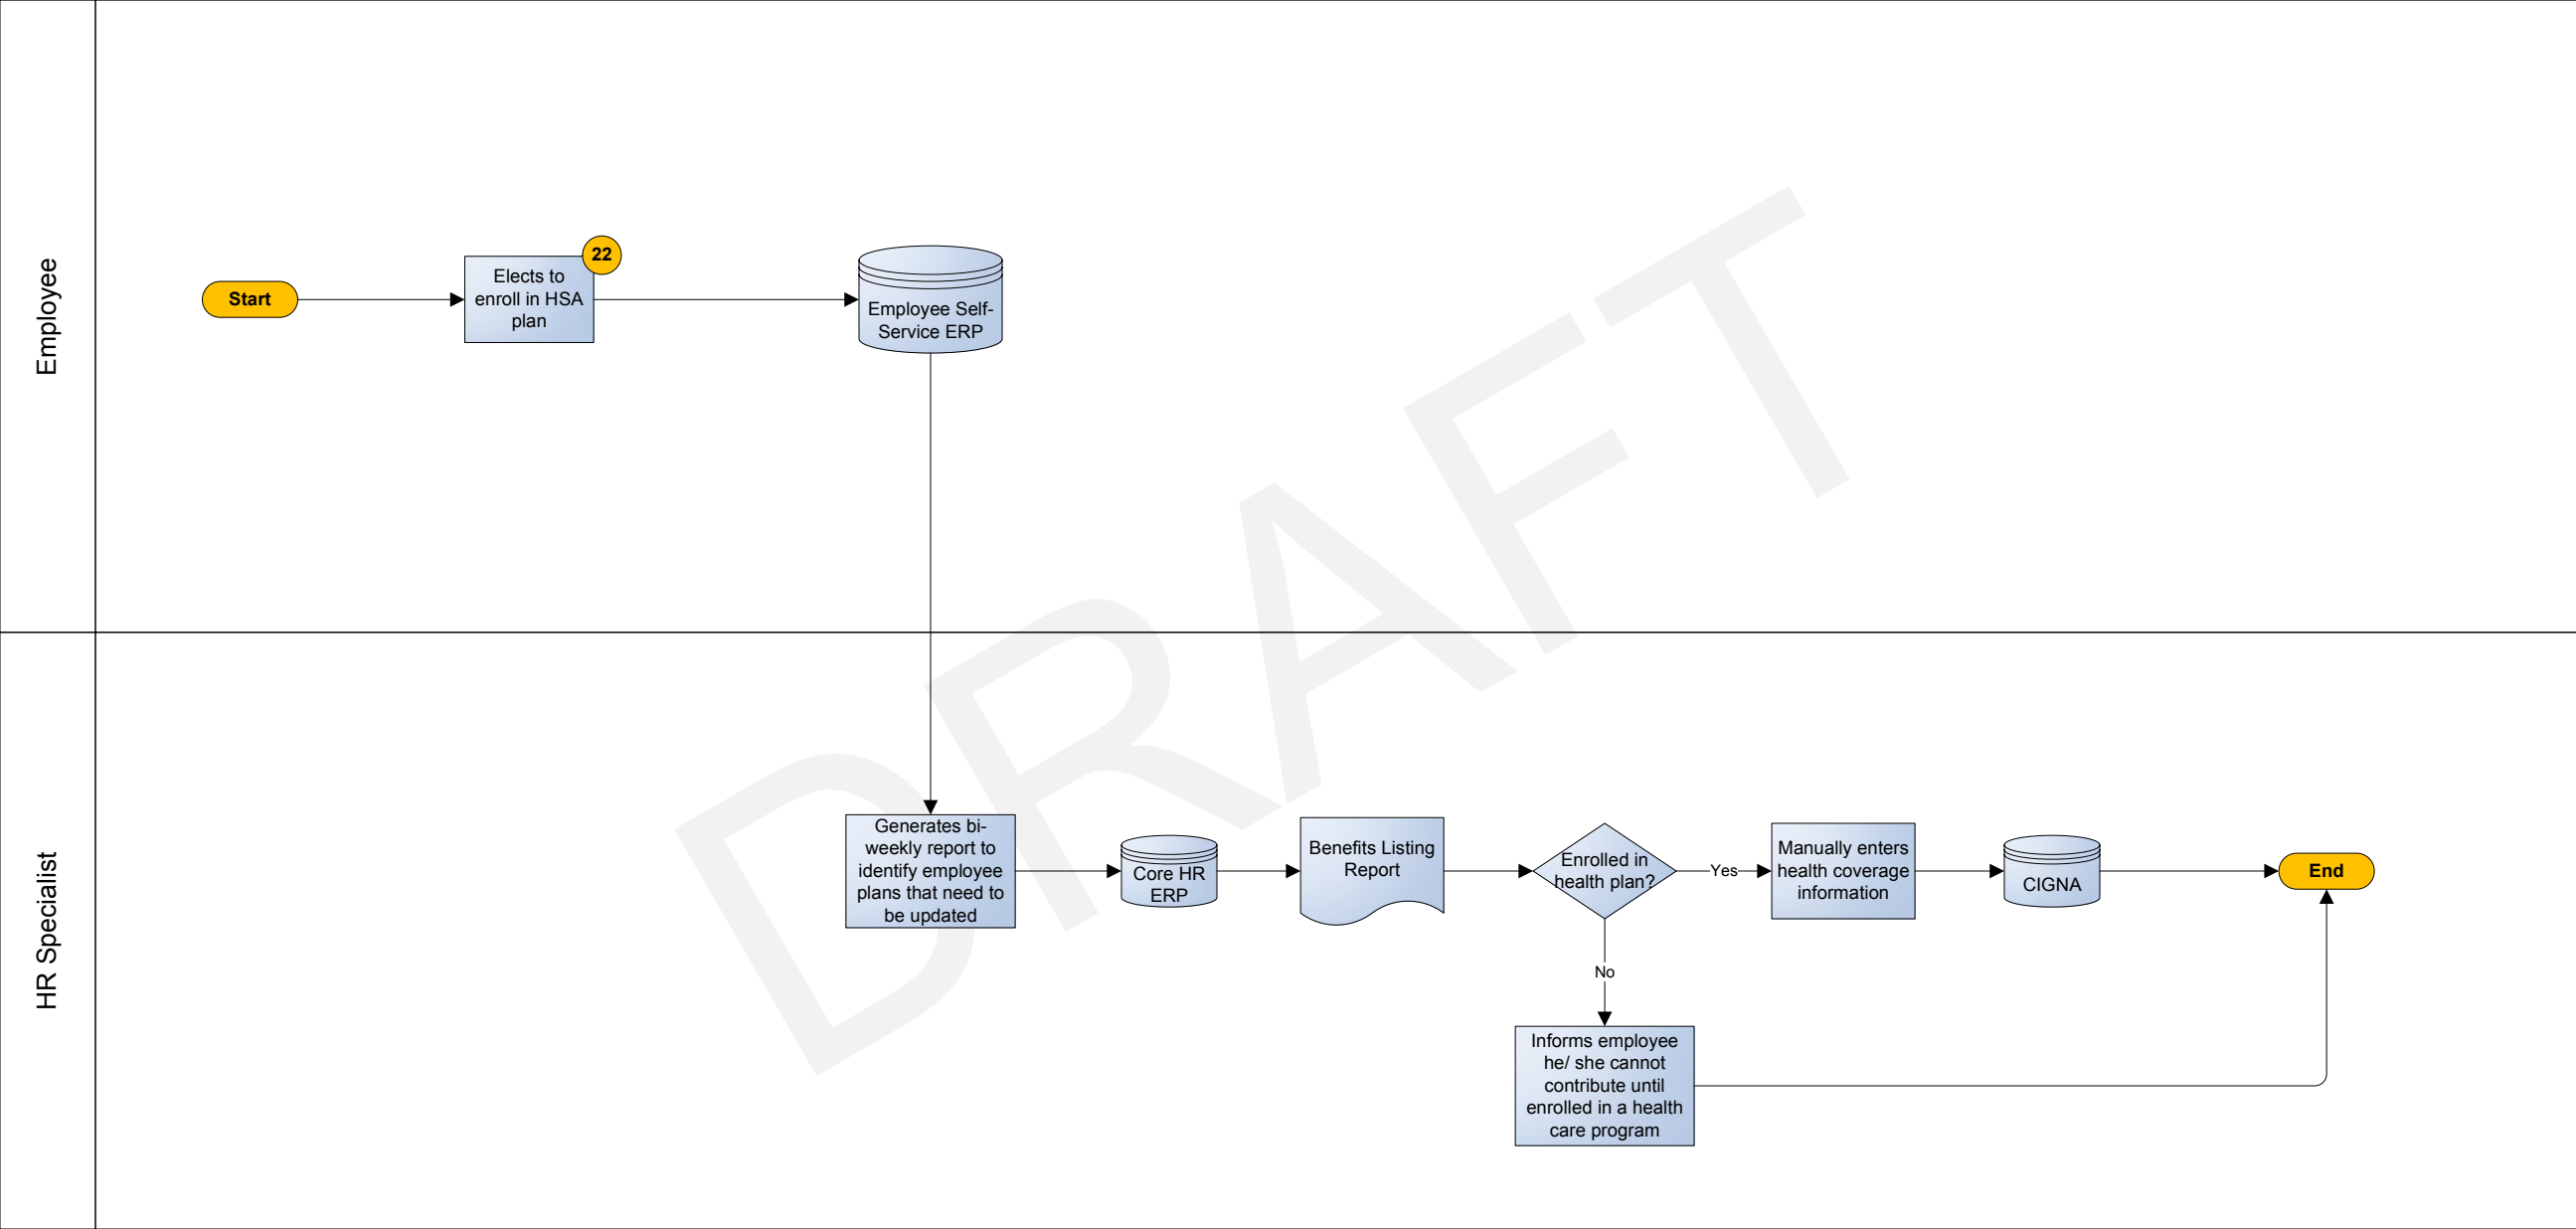 Employee
Start
Elects to
enroll in HSA
plan
22
Employee Self-
Service ERP
DRAFT
HR Specialist
Generates bi-
weekly report to
identify employee
plans that need to
be updated
Core HR
ERP
Benefits Listing
Report
Enrolled in
health plan?
Yes
Manually enters
health coverage
information
CIGNA
End
No
Informs employee
he/ she cannot
contribute until
enrolled in a health
care program